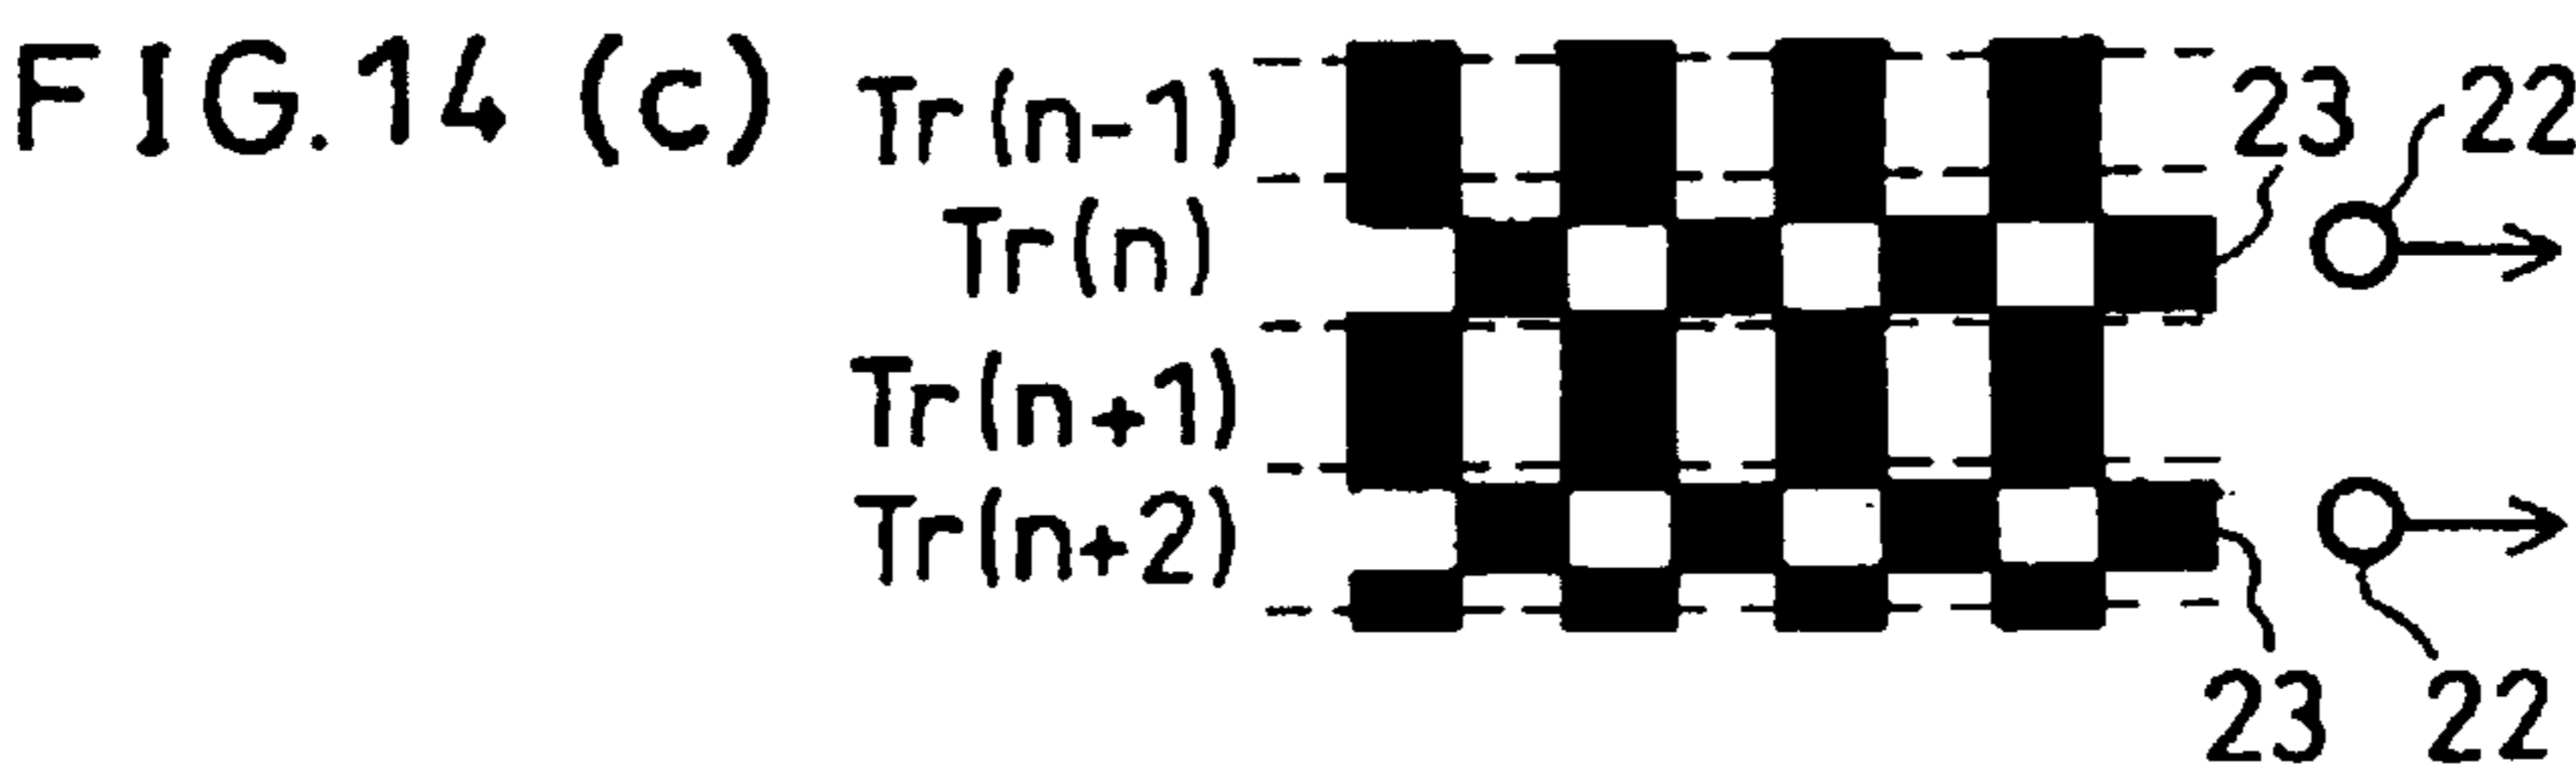 FIG.14 (c)
Tr(n-1)
Tr(n)
Tr(n+1)
Tr(n+2)
23 22
23 22